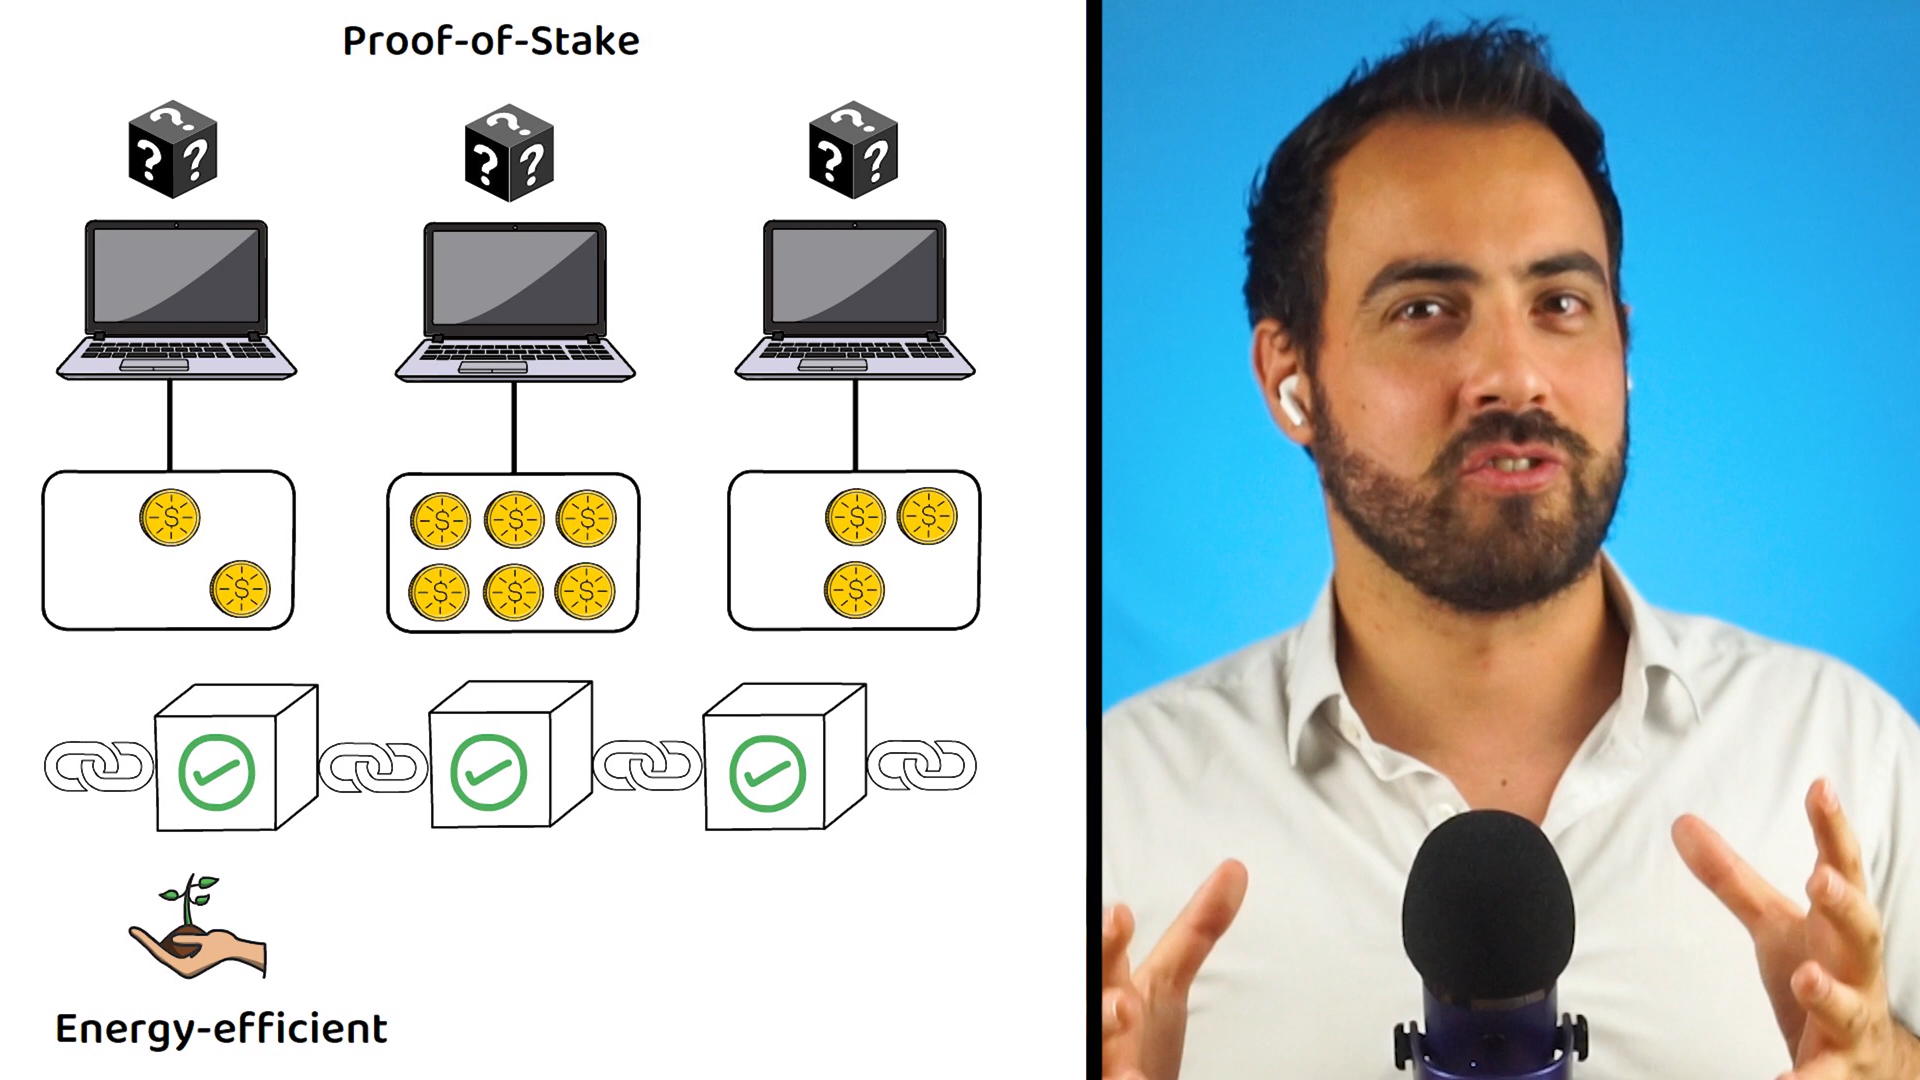 Proof-of-Stake
? ? ?
? ? ?
? ? ?
$ $ $ $ $ $
$ $ $ $ $
Energy-efficient